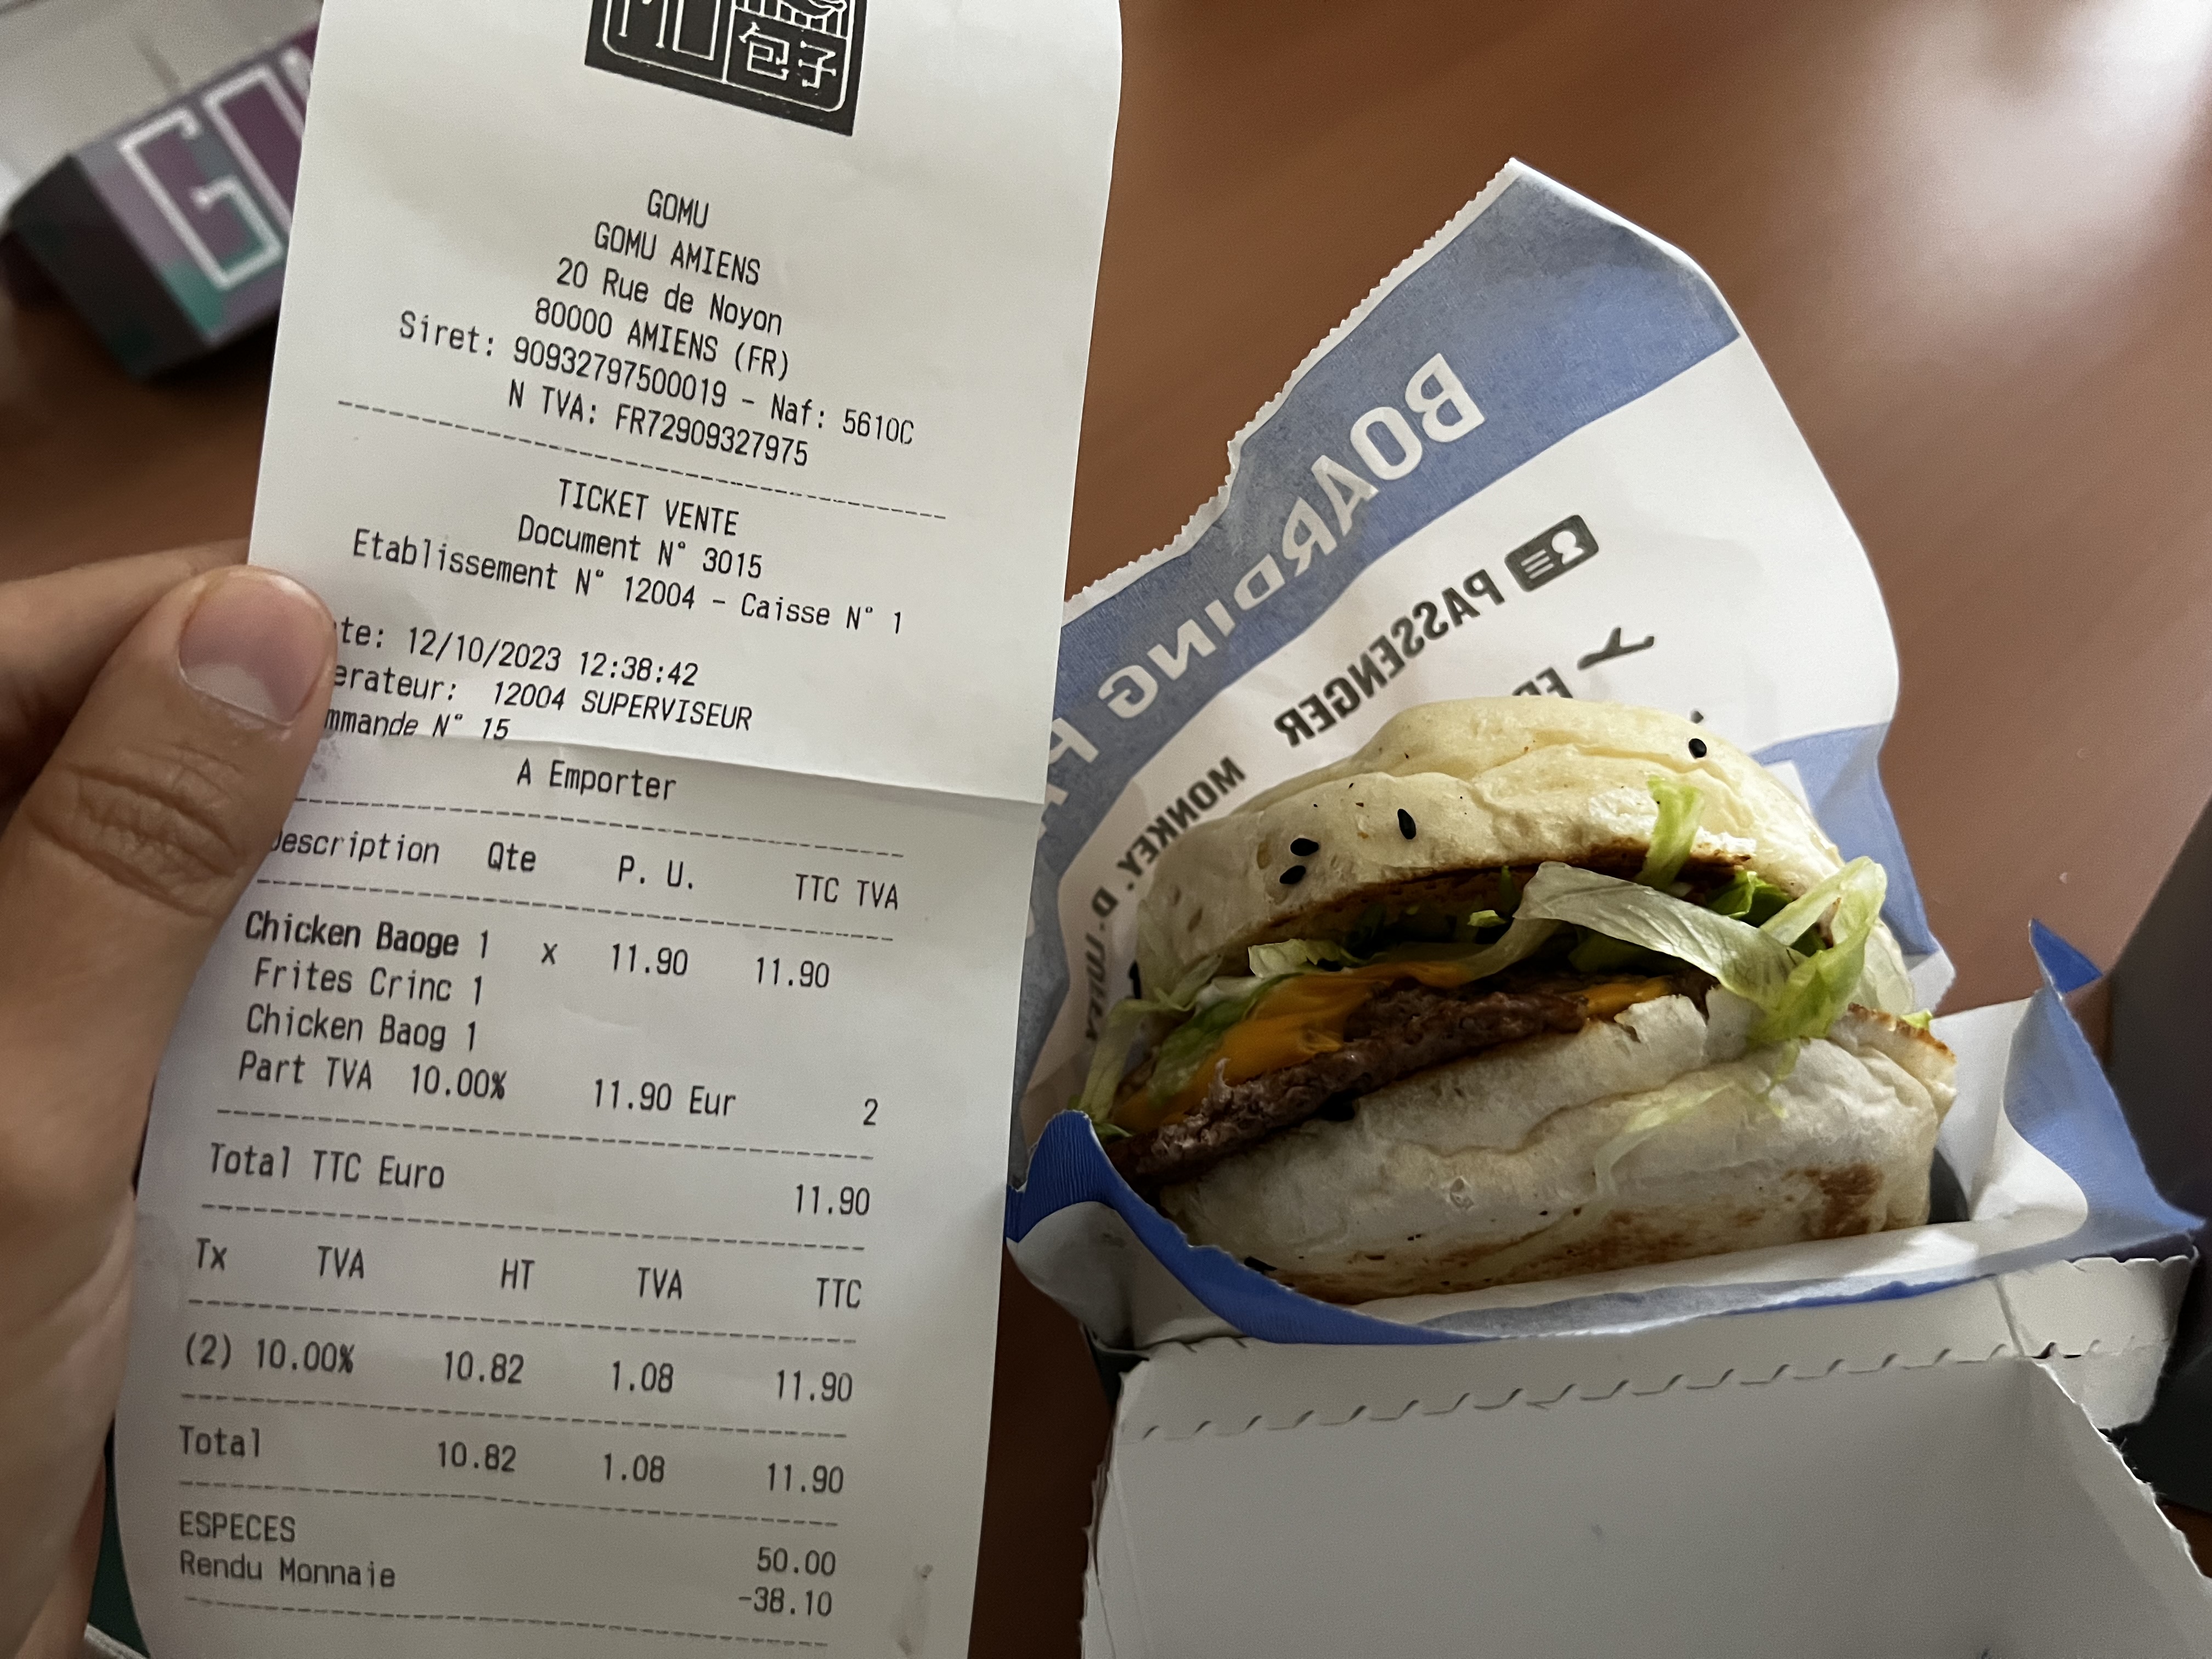 包子
GOMU
GOMU AMIENS
20 Rue de Noyon
80000 AMIENS (FR)
Siret: 90932797500019 - Naf: 5610C
N TVA: FR72909327975
TICKET VENTE
Document N° 3015
Etablissement N° 12004 - Caisse N° 1
te: 12/10/2023 12:38:42
erateur: 12004 SUPERVISEUR
mmande N° 15
A Emporter
Description Qte P. U. TTC TVA
Chicken Baoge 1 x 11.90 11.90
Frites Crinc 1
Chicken Baog 1
Part TVA 10.00% 11.90 Eur 2
Total TTC Euro 11.90
Tx TVA HT TVA TTC
(2) 10.00% 10.82 1.08 11.90
Total 10.82 1.08 11.90
ESPECES 50.00
Rendu Monnaie -38.10
BOARDING
PASSENGER
MONKEY. D.